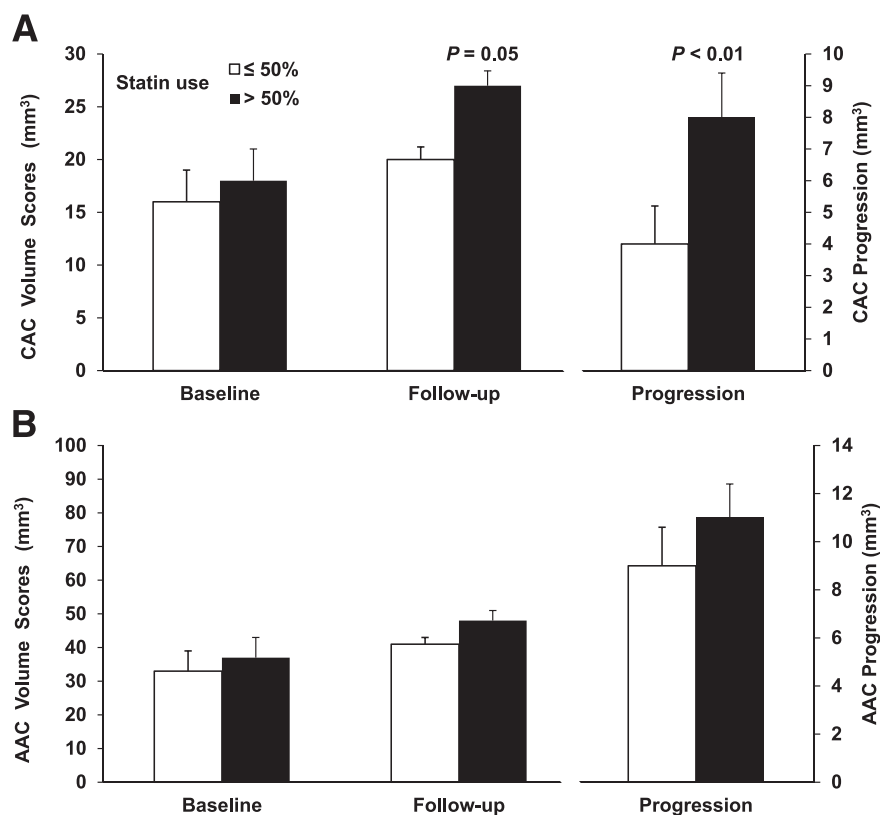 A
Statin use
≤ 50%
> 50%
P = 0.05
P < 0.01
CAC Volume Scores (mm³)
30
25
20
15
10
5
0
CAC Progression (mm³)
10
9
8
7
6
5
4
3
2
1
0
Baseline
Follow-up
Progression
B
AAC Volume Scores (mm³)
100
90
80
70
60
50
40
30
20
10
0
AAC Progression (mm³)
14
12
10
8
6
4
2
0
Baseline
Follow-up
Progression